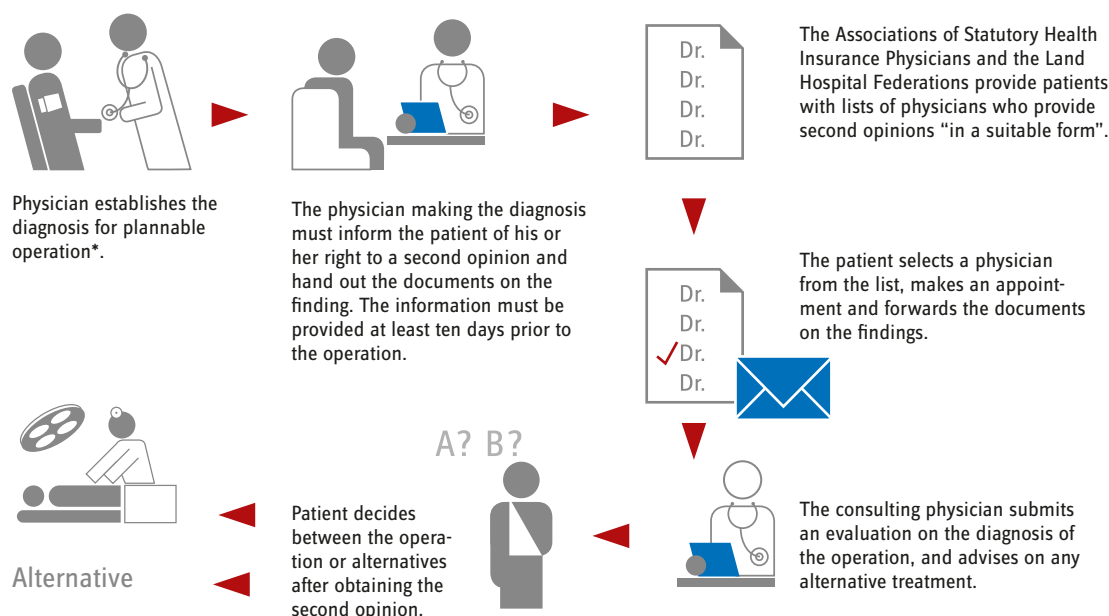 Physician establishes the
diagnosis for plannable
operation*.
The physician making the diagnosis
must inform the patient of his or
her right to a second opinion and
hand out the documents on the
finding. The information must be
provided at least ten days prior to
the operation.
Dr.
Dr.
Dr.
Dr.
The Associations of Statutory Health
Insurance Physicians and the Land
Hospital Federations provide patients
with lists of physicians who provide
second opinions “in a suitable form”.
Dr.
Dr.
Dr.
Dr.
The patient selects a physician
from the list, makes an appoint-
ment and forwards the documents
on the findings.
The consulting physician submits
an evaluation on the diagnosis of
the operation, and advises on any
alternative treatment.
A? B?
Patient decides
between the opera-
tion or alternatives
after obtaining the
second opinion.
Alternative